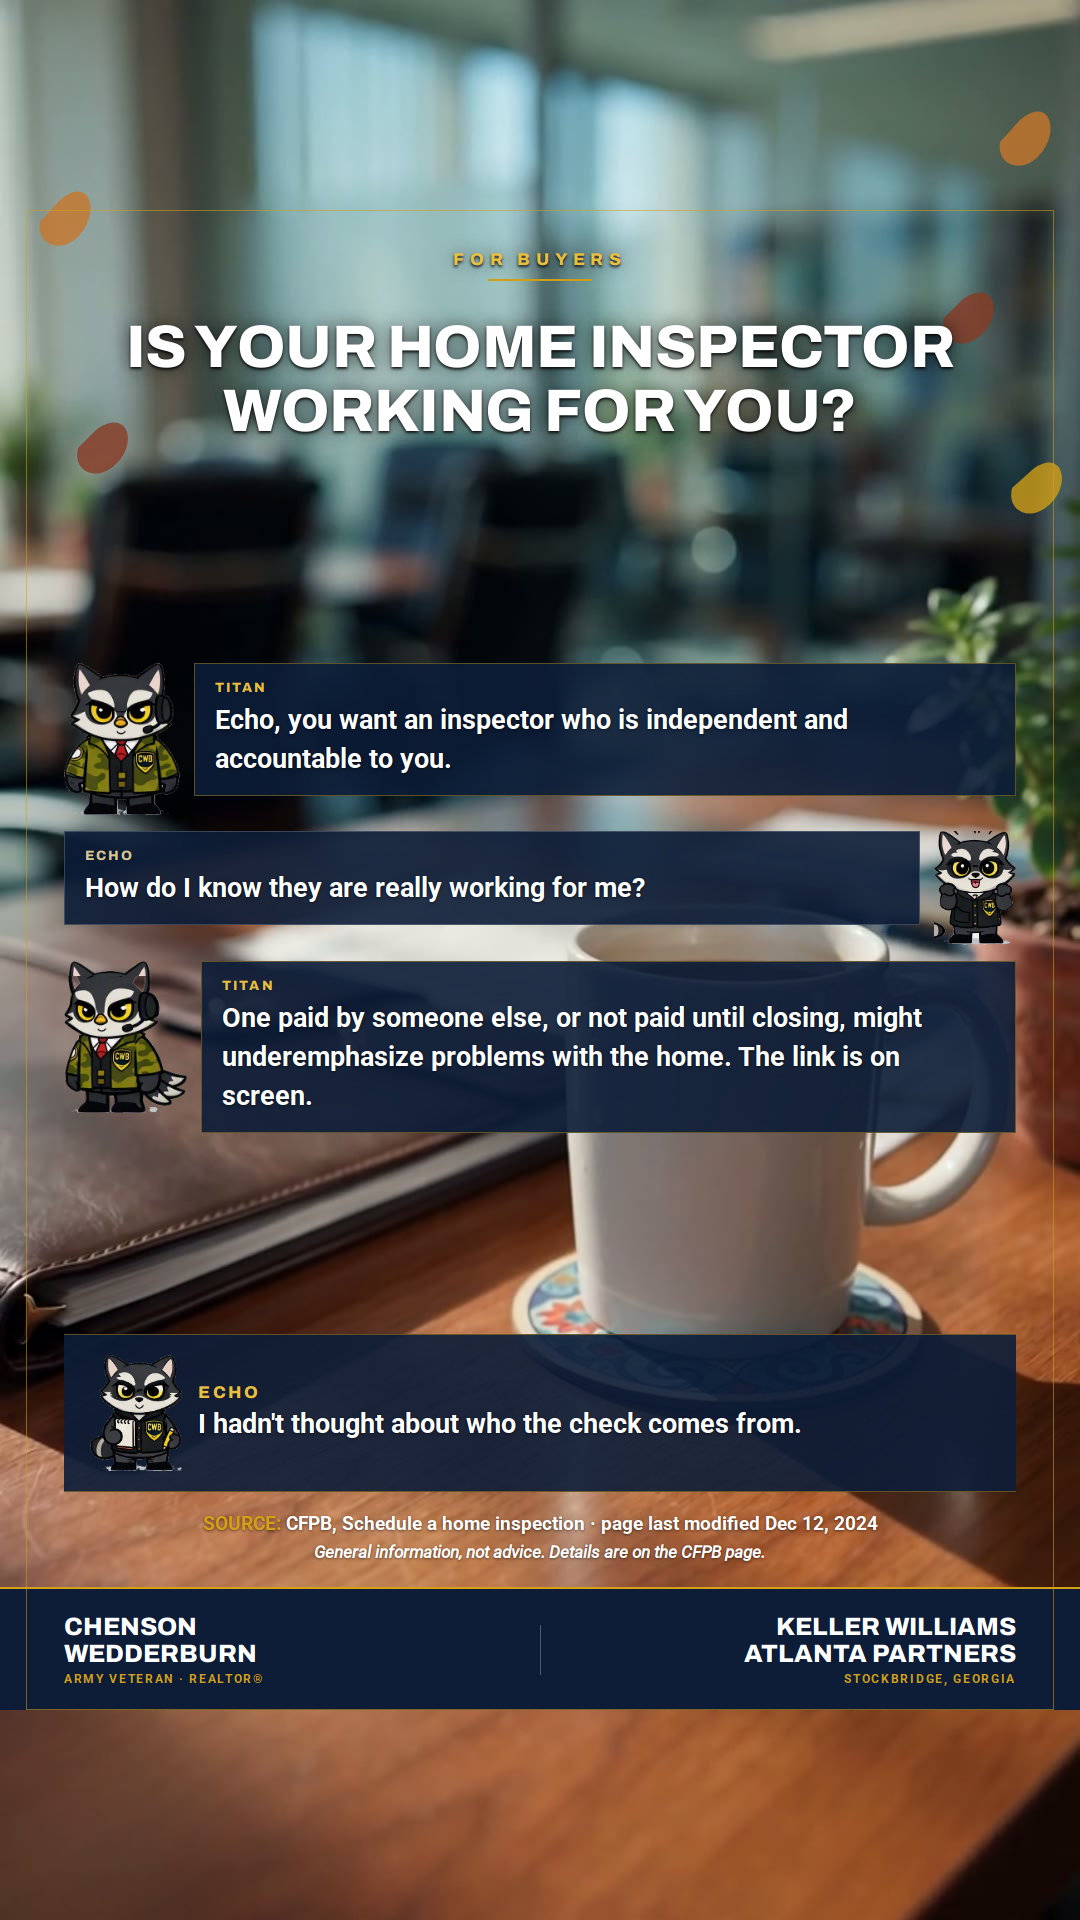 FOR BUYERS
IS YOUR HOME INSPECTOR
WORKING FOR YOU?
TITAN
Echo, you want an inspector who is independent and
accountable to you.
CWB
ECHO
How do I know they are really working for me?
CWB
TITAN
One paid by someone else, or not paid until closing, might
underemphasize problems with the home. The link is on
screen.
CWB
ECHO
I hadn't thought about who the check comes from.
CWB
SOURCE: CFPB, Schedule a home inspection · page last modified Dec 12, 2024
General information, not advice. Details are on the CFPB page.
CHENSON
WEDDERBURN
ARMY VETERAN · REALTOR®
KELLER WILLIAMS
ATLANTA PARTNERS
STOCKBRIDGE, GEORGIA